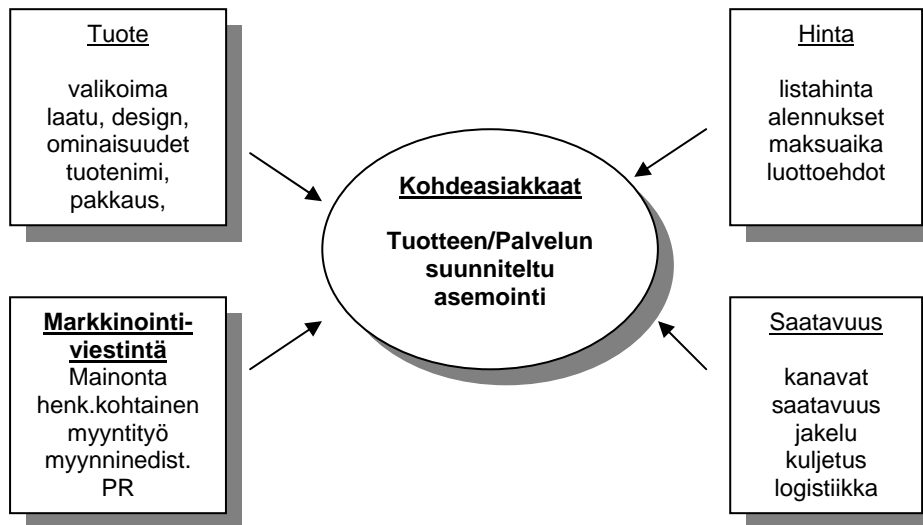 Tuote
valikoima
laatu, design,
ominaisuudet
tuotenimi,
pakkaus,
Hinta
listahinta
alennukset
maksuaika
luottoehdot
Kohdeasiakkaat
Tuotteen/Palvelun
suunniteltu
asemointi
Markkinointi-
viestintä
Mainonta
henk.kohtainen
myyntityö
myynninedist.
PR
Saatavuus
kanavat
saatavuus
jakelu
kuljetus
logistiikka